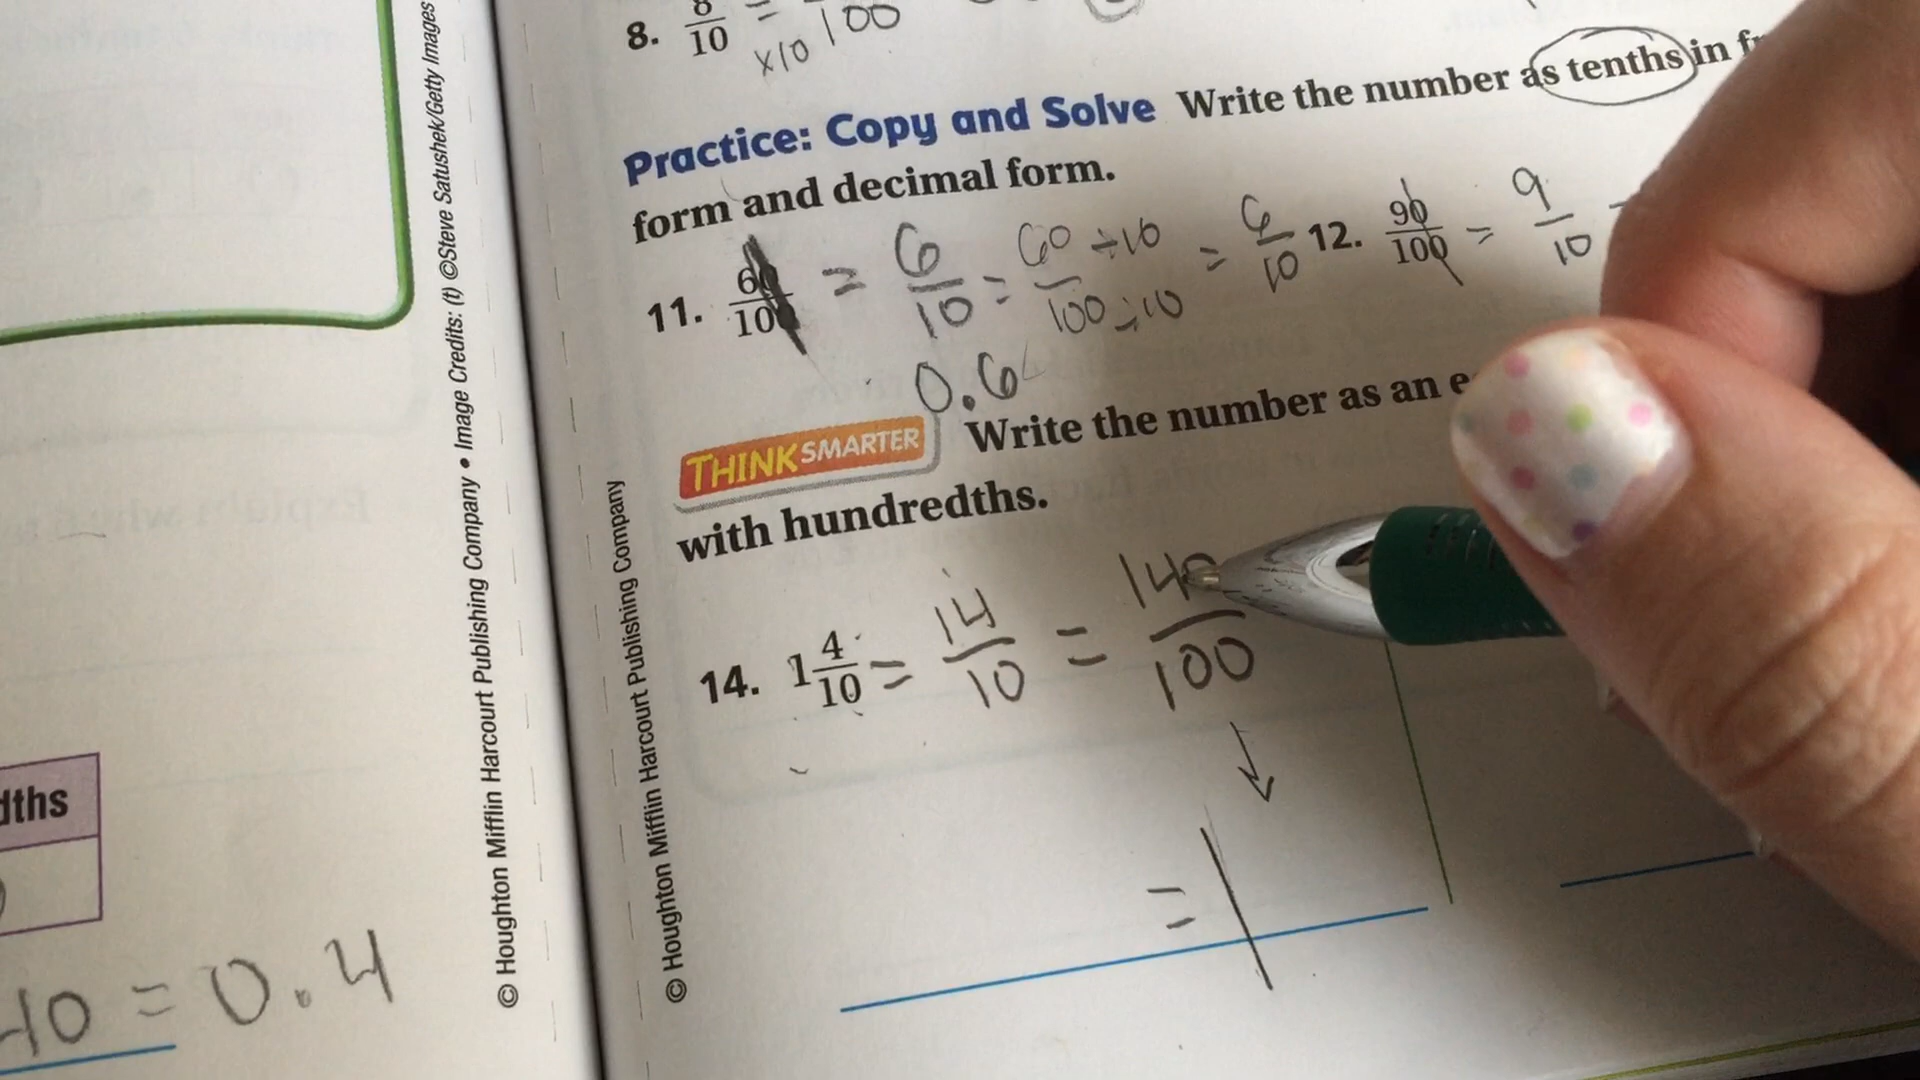 8. 8/10 = /100
×10
Practice: Copy and Solve Write the number as tenths in
form and decimal form.
11. 60/100 = 6/10 = 60÷10/100÷10 = 6/10
0.6
12. 90/100 = 9/10
THINK SMARTER Write the number as an
with hundredths.
14. 1 4/10 = 14/10 = 140/100
= 1
© Houghton Mifflin Harcourt Publishing Company
© Houghton Mifflin Harcourt Publishing Company • Image Credits: (t) ©Steve Satushek/Getty Images
= 0.4